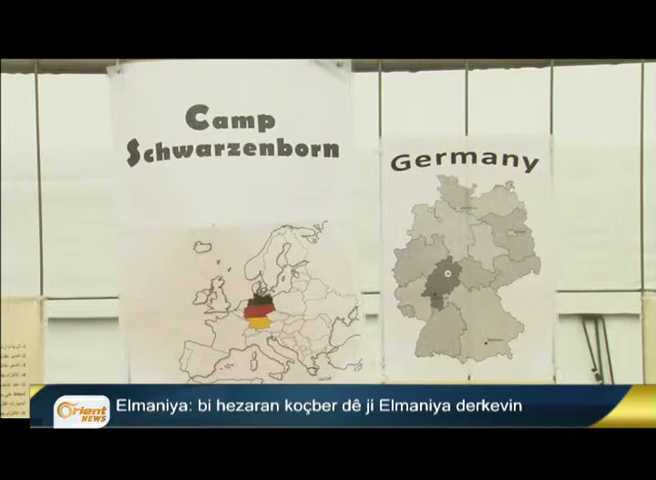 Camp
Schwarzenborn
Germany
Orient
NEWS
Elmaniya: bi hezaran koçber dê ji Elmaniya derkevin